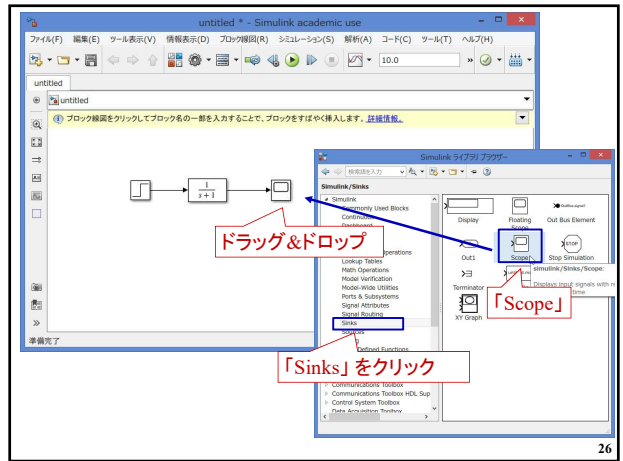 untitled * - Simulink academic use
ファイル(F) 編集(E) ツール表示(V) 情報表示(D) ブロック線図(R) シミュレーション(S) 解析(A) コード(C) ツール(T) ヘルプ(H)
10.0
untitled
untitled
ブロック線図をクリックしてブロック名の一部を入力することで、ブロックをすばやく挿入します。詳細情報。
1
s + 1
ドラッグ&ドロップ
準備完了
Simulink ライブラリ ブラウザー
検索語を入力
Simulink/Sinks
Simulink
Commonly Used Blocks
Continuous
Dashboard
Operations
Lookup Tables
Math Operations
Model Verification
Model-Wide Utilities
Ports & Subsystems
Signal Attributes
Signal Routing
Sinks
Sources
Defined Functions
Communications Toolbox
Communications Toolbox HDL Sup
Control System Toolbox
Data Acquisition Toolbox
Display
Floating
Scope
Out Bus Element
Out1
Scope
STOP
Stop Simulation
simulink/Sinks/Scope:
Displays input signals with
time
Terminator
XY Graph
「Scope」
「Sinks」をクリック
26